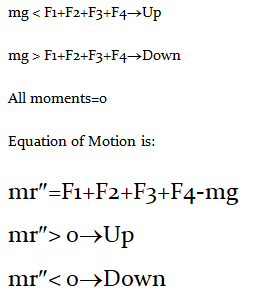 mg < F1+F2+F3+F4→Up
mg > F1+F2+F3+F4→Down
All moments=0
Equation of Motion is:
mr″=F1+F2+F3+F4-mg
mr″> 0→Up
mr″< 0→Down